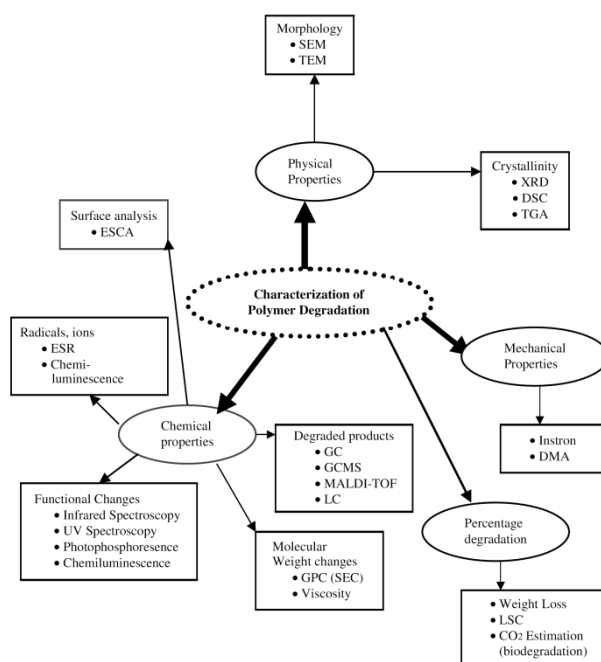 Morphology
• SEM
• TEM
Physical
Properties
Crystallinity
• XRD
• DSC
• TGA
Surface analysis
• ESCA
Characterization of
Polymer Degradation
Radicals, ions
• ESR
• Chemi-
luminescence
Mechanical
Properties
Chemical
properties
Degraded products
• GC
• GCMS
• MALDI-TOF
• LC
• Instron
• DMA
Functional Changes
• Infrared Spectroscopy
• UV Spectroscopy
• Photophosphoresence
• Chemiluminescence
Percentage
degradation
Molecular
Weight changes
• GPC (SEC)
• Viscosity
• Weight Loss
• LSC
• CO2 Estimation
(biodegradation)